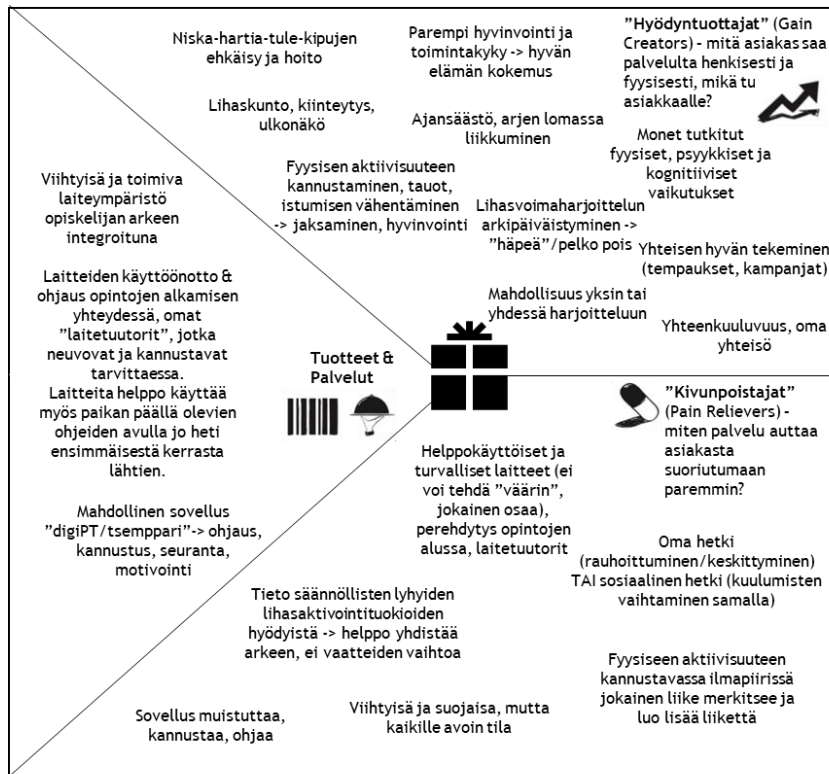 Niska-hartia-tule-kipujen
ehkäisy ja hoito
Parempi hyvinvointi ja
toimintakyky -> hyvän
elämän kokemus
"Hyödyntuottajat" (Gain
Creators) - mitä asiakas saa
palvelulta henkisesti ja
fyysisesti, mikä tu
asiakkaalle?
Lihaskunto, kiinteytys,
ulkonäkö
Ajansäästö, arjen lomassa
liikkuminen
Monet tutkitut
fyysiset, psyykkiset ja
kognitiiviset
vaikutukset
Viihtyisä ja toimiva
laiteympäristö
opiskelijan arkeen
integroituna
Fyysisen aktiivisuuteen
kannustaminen, tauot,
istumisen vähentäminen
-> jaksaminen, hyvinvointi
Lihasvoimaharjoittelun
arkipäiväistyminen ->
"häpeä"/pelko pois
Yhteisen hyvän tekeminen
(tempaukset, kampanjat)
Mahdollisuus yksin tai
yhdessä harjoitteluun
Yhteenkuuluvuus, oma
yhteisö
Laitteiden käyttöönotto &
ohjaus opintojen alkamisen
yhteydessä, omat
"laitetuutorit", jotka
neuvovat ja kannustavat
tarvittaessa.
Laitteita helppo käyttää
myös paikan päällä olevien
ohjeiden avulla jo heti
ensimmäisestä kerrasta
lähtien.
Tuotteet &
Palvelut
"Kivunpoistajat"
(Pain Relievers) -
miten palvelu auttaa
asiakasta
suoriutumaan
paremmin?
Mahdollinen sovellus
"digiPT/tsemppari"-> ohjaus,
kannustus, seuranta,
motivointi
Helppokäyttöiset ja
turvalliset laitteet (ei
voi tehdä "väärin",
jokainen osaa),
perehdytys opintojen
alussa, laitetuutorit
Oma hetki
(rauhoittuminen/keskittyminen)
TAI sosiaalinen hetki (kuulumisten
vaihtaminen samalla)
Tieto säännöllisten lyhyiden
lihasaktivointituokioiden
hyödyistä -> helppo yhdistää
arkeen, ei vaatteiden vaihtoa
Fyysiseen aktiivisuuteen
kannustavassa ilmapiirissä
jokainen liike merkitsee ja
luo lisää liikettä
Sovellus muistuttaa,
kannustaa, ohjaa
Viihtyisä ja suojaisa, mutta
kaikille avoin tila